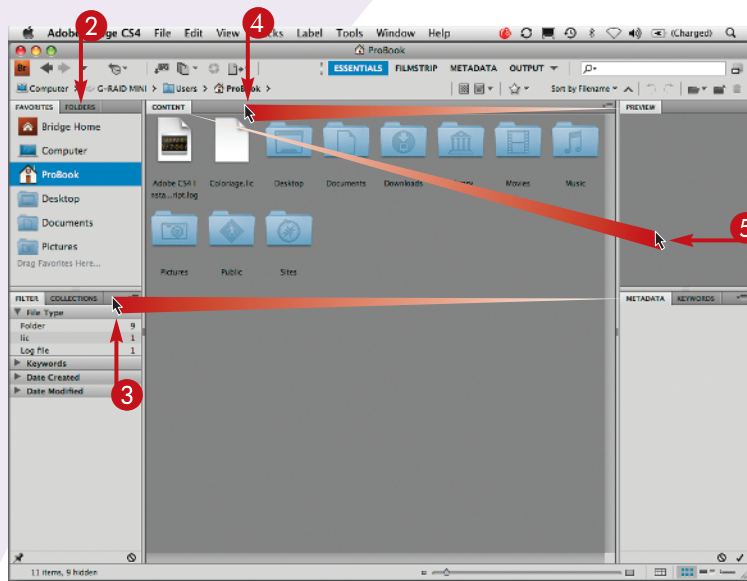 2 4
Adobe ge CS4 File Edit View cks Label Tools Window Help (Charged)
ProBook
Br ESSENTIALS FILMSTRIP METADATA OUTPUT
Computer > G-RAID MINI > Users > ProBook > Sort by Filename
FAVORITES FOLDERS CONTENT PREVIEW
Bridge Home
Computer
ProBook
Desktop
Documents
Pictures
Drag Favorites Here...
Adobe CS4 I
nsta...ript.log Coloriage.lic Desktop Documents Downloads Movies Music
Pictures Public Sites
5
FILTER COLLECTIONS METADATA KEYWORDS
File Type
Folder 9
lic 1
Log file 1
Keywords
Date Created
Date Modified
3
11 items, 9 hidden